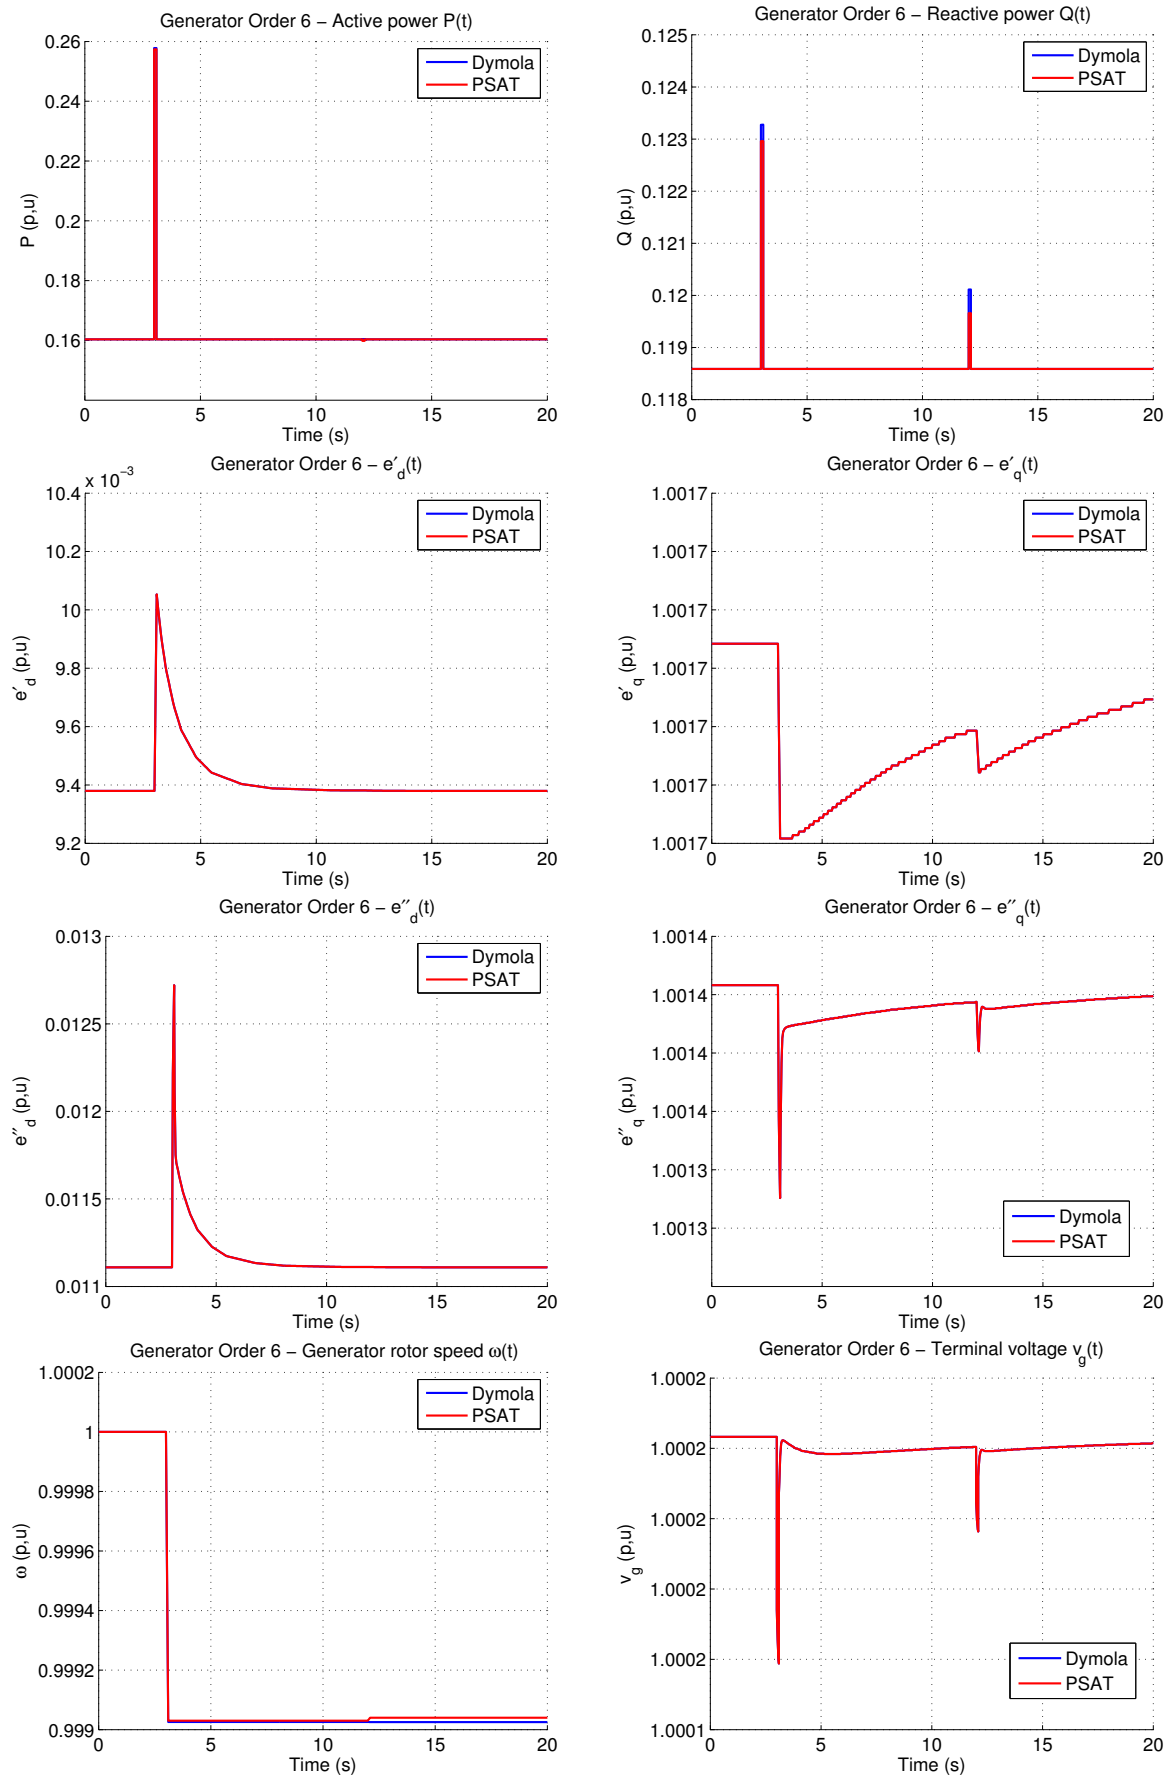 Generator Order 6 − Active power P(t)
0.26
0.24
0.22
0.2
0.18
0.16
P (p,u)
0
5
10
15
20
Time (s)
Dymola
PSAT
Generator Order 6 − Reactive power Q(t)
0.125
0.124
0.123
0.122
0.121
0.12
0.119
0.118
Q (p,u)
0
5
10
15
20
Time (s)
Dymola
PSAT
Generator Order 6 − e′_d(t)
x 10^−3
10.4
10.2
10
9.8
9.6
9.4
9.2
e′_d (p,u)
0
5
10
15
20
Time (s)
Dymola
PSAT
Generator Order 6 − e′_q(t)
1.0017
1.0017
1.0017
1.0017
1.0017
1.0017
1.0017
e′_q (p,u)
0
5
10
15
20
Time (s)
Dymola
PSAT
Generator Order 6 − e″_d(t)
0.013
0.0125
0.012
0.0115
0.011
e″_d (p,u)
0
5
10
15
20
Time (s)
Dymola
PSAT
Generator Order 6 − e″_q(t)
1.0014
1.0014
1.0014
1.0014
1.0013
1.0013
e″_q (p,u)
0
5
10
15
20
Time (s)
Dymola
PSAT
Generator Order 6 − Generator rotor speed ω(t)
1.0002
1
0.9998
0.9996
0.9994
0.9992
0.999
ω (p,u)
0
5
10
15
20
Time (s)
Dymola
PSAT
Generator Order 6 − Terminal voltage v_g(t)
1.0002
1.0002
1.0002
1.0002
1.0002
1.0001
v_g (p,u)
0
5
10
15
20
Time (s)
Dymola
PSAT